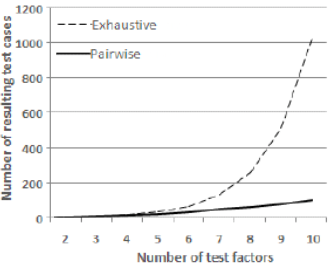 Number of resulting test cases
1200
1000
800
600
400
200
0
Exhaustive
Pairwise
2 3 4 5 6 7 8 9 10
Number of test factors